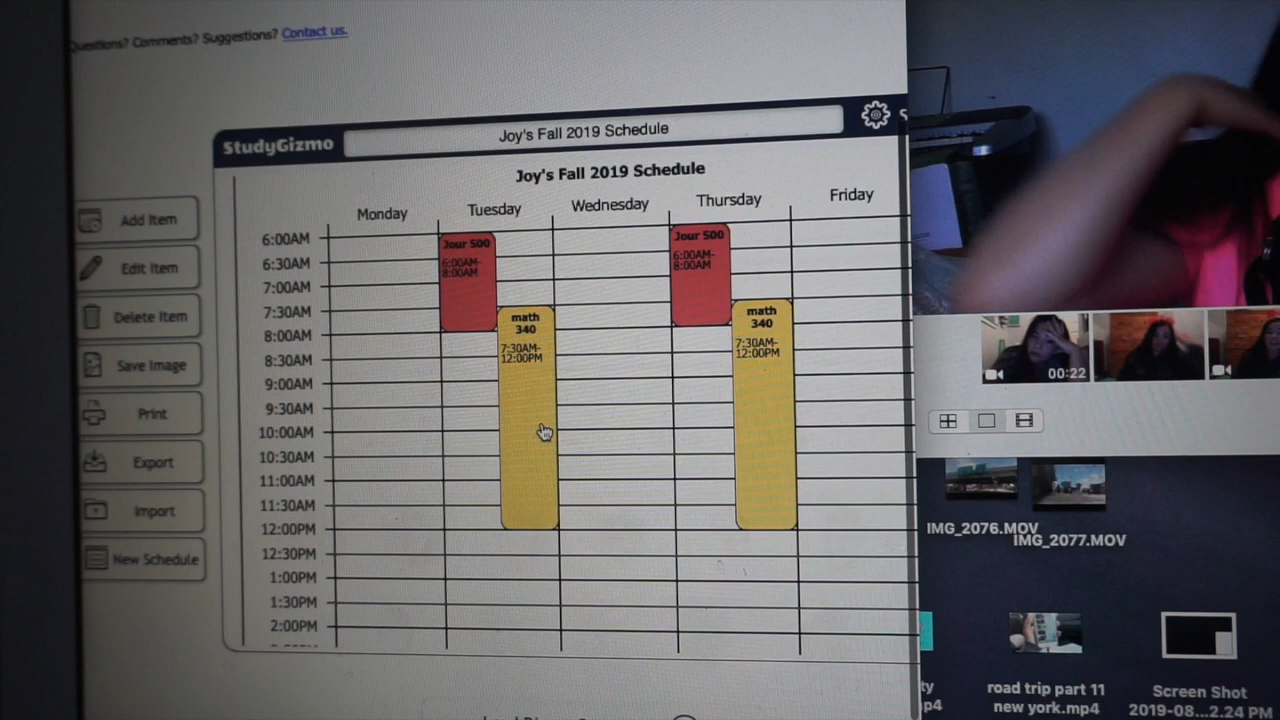 Questions? Comments? Suggestions? Contact us.
StudyGizmo
Joy's Fall 2019 Schedule
Joy's Fall 2019 Schedule
Monday Tuesday Wednesday Thursday Friday
Add Item
Edit Item
Delete Item
Save Image
Print
Export
Import
New Schedule
6:00AM
6:30AM
7:00AM
7:30AM
8:00AM
8:30AM
9:00AM
9:30AM
10:00AM
10:30AM
11:00AM
11:30AM
12:00PM
12:30PM
1:00PM
1:30PM
2:00PM
Jour 500
6:00AM-
8:00AM
math
340
7:30AM-
12:00PM
Jour 500
6:00AM-
8:00AM
math
340
7:30AM-
12:00PM
00:22
IMG_2076.MOV
IMG_2077.MOV
road trip part 11
new york.mp4
Screen Shot
2019-08...2.24 PM